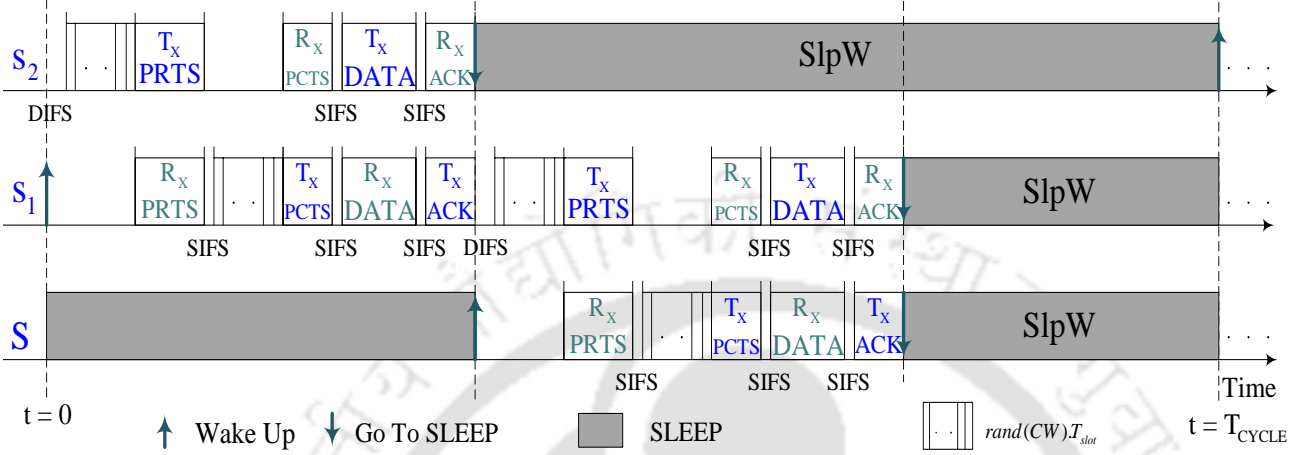 S2 . . TX PRTS RX PCTS TX DATA RX ACK SlpW . . .
DIFS SIFS SIFS
S1 RX PRTS . . TX PCTS RX DATA TX ACK . . TX PRTS RX PCTS TX DATA RX ACK SlpW . . .
SIFS SIFS SIFS DIFS SIFS SIFS
S RX PRTS . . TX PCTS RX DATA TX ACK SlpW . . .
SIFS SIFS SIFS Time
t = 0 t = TCYCLE
Wake Up Go To SLEEP SLEEP . . rand(CW).Tslot